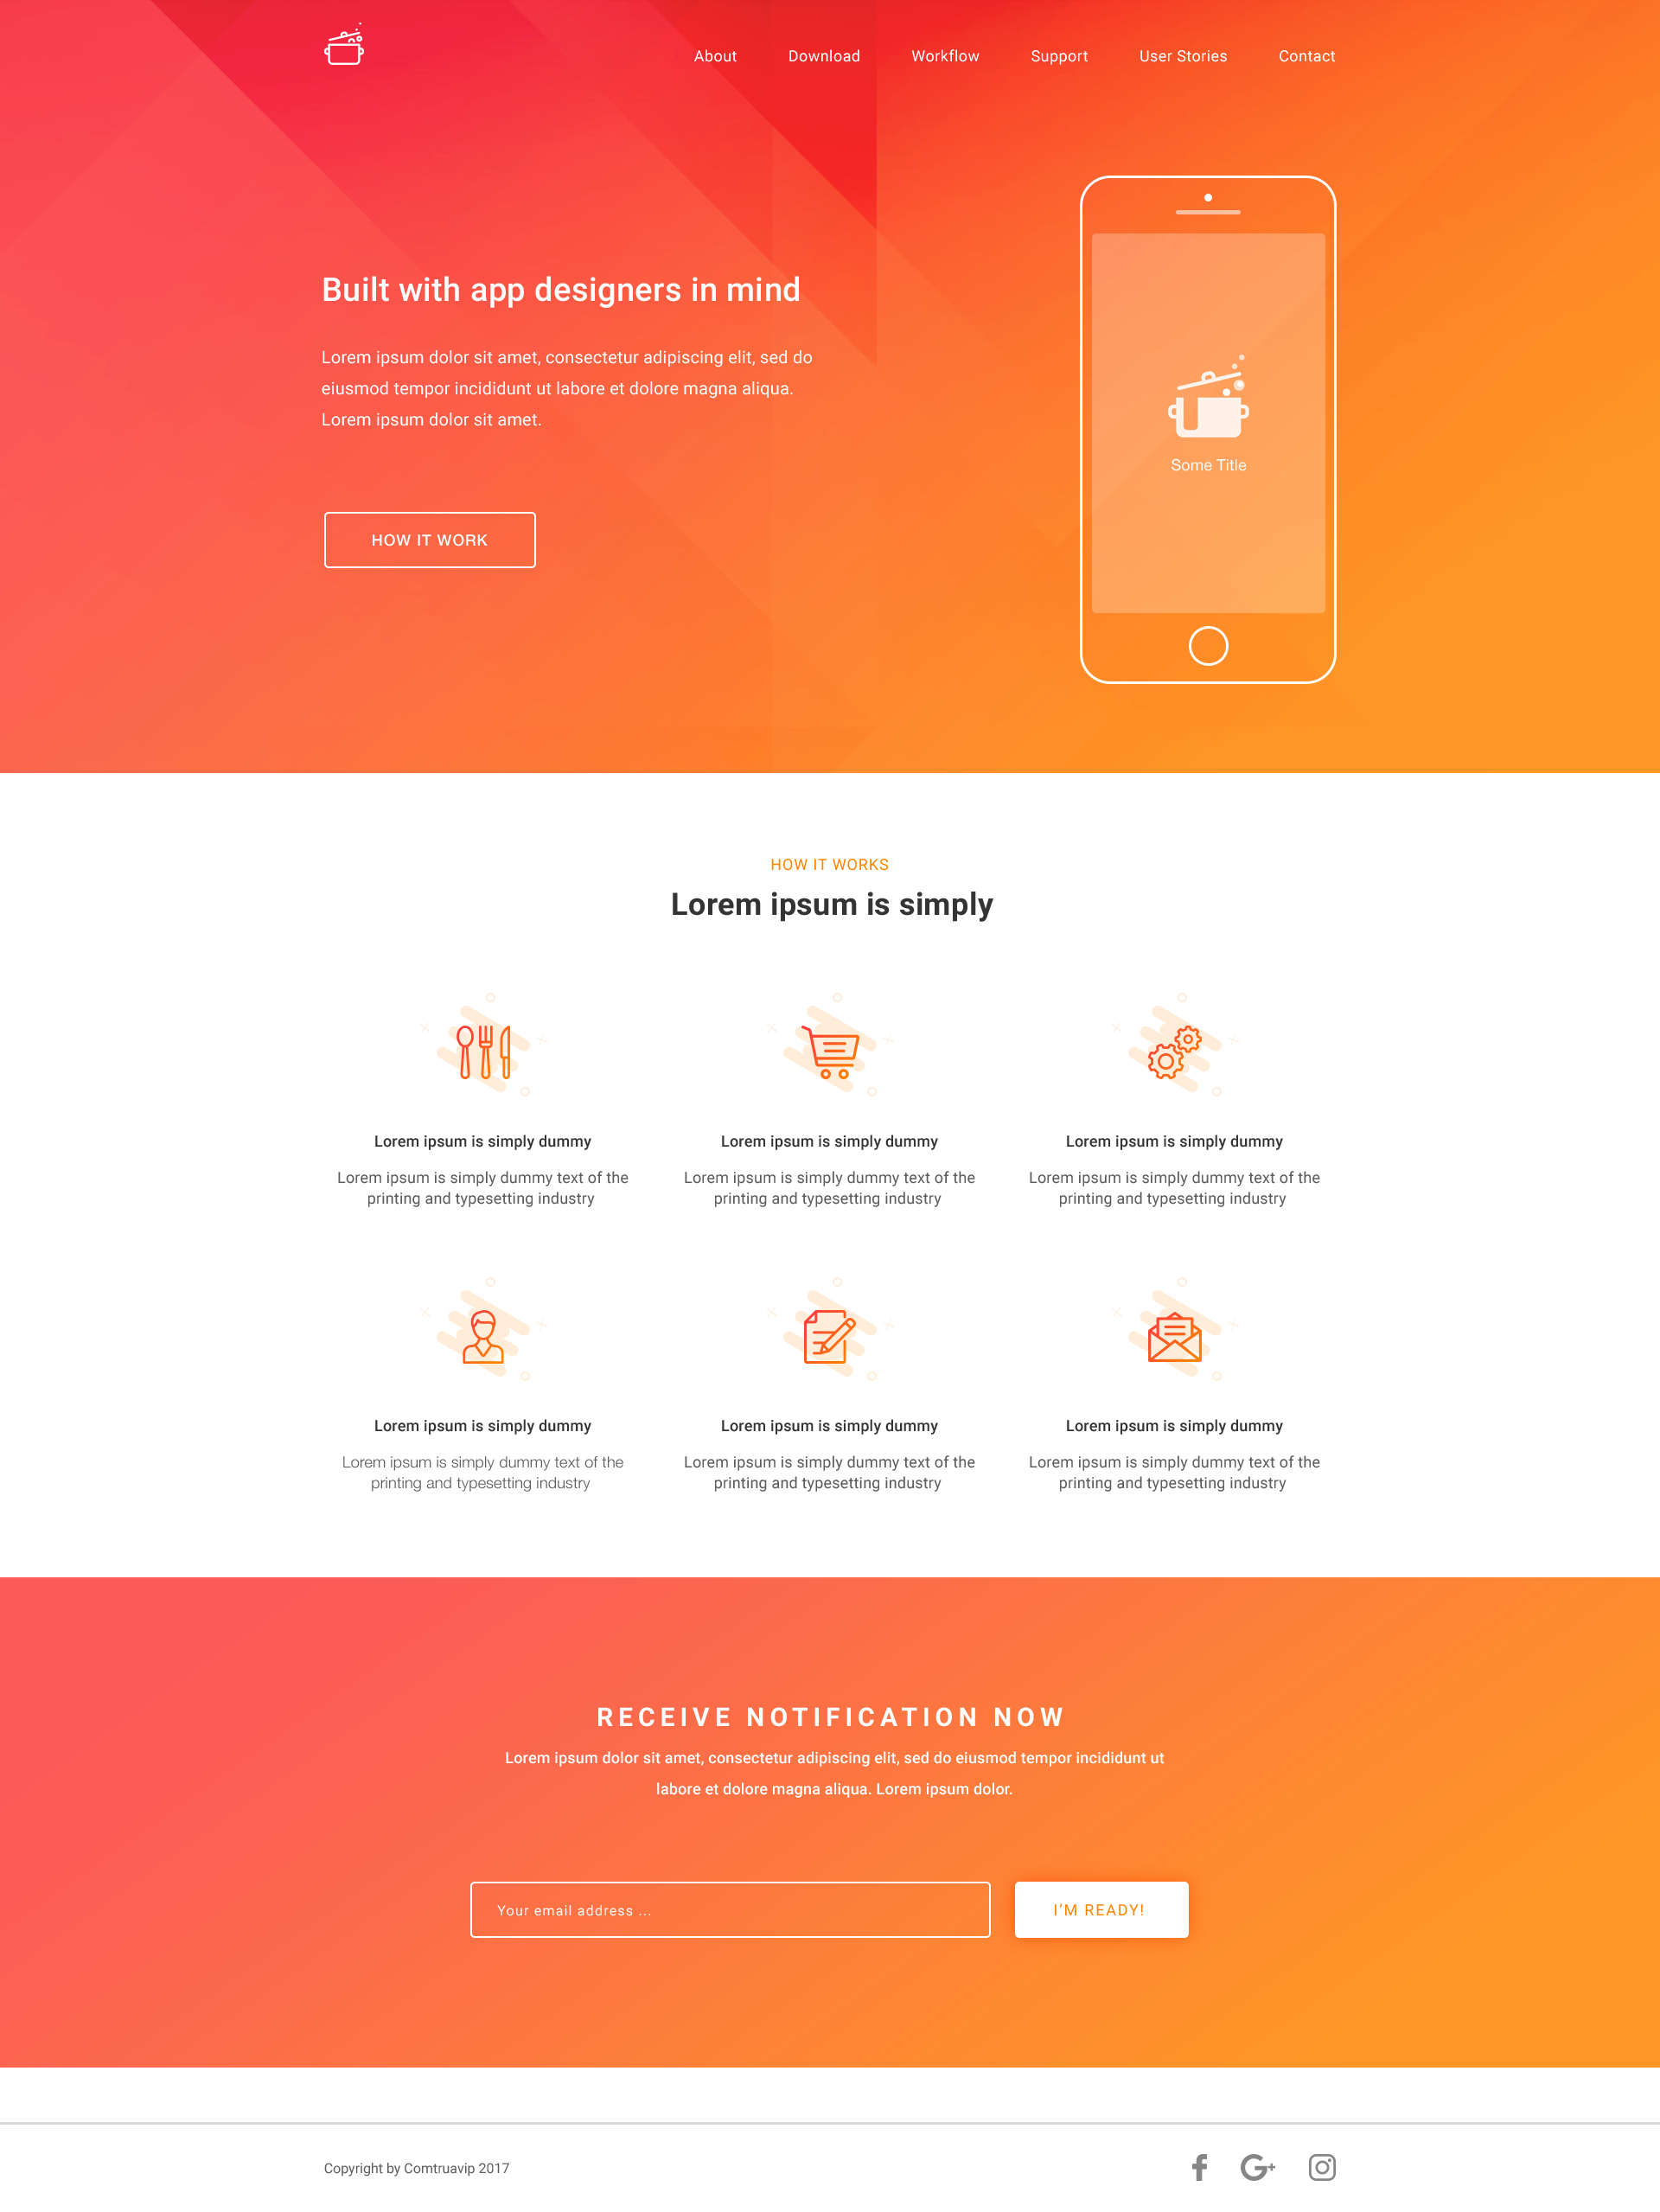 About Download Workflow Support User Stories Contact
Built with app designers in mind
Lorem ipsum dolor sit amet, consectetur adipiscing elit, sed do
eiusmod tempor incididunt ut labore et dolore magna aliqua.
Lorem ipsum dolor sit amet.
HOW IT WORK
Some Title
HOW IT WORKS
Lorem ipsum is simply
Lorem ipsum is simply dummy
Lorem ipsum is simply dummy text of the
printing and typesetting industry
Lorem ipsum is simply dummy
Lorem ipsum is simply dummy text of the
printing and typesetting industry
Lorem ipsum is simply dummy
Lorem ipsum is simply dummy text of the
printing and typesetting industry
Lorem ipsum is simply dummy
Lorem ipsum is simply dummy text of the
printing and typesetting industry
Lorem ipsum is simply dummy
Lorem ipsum is simply dummy text of the
printing and typesetting industry
Lorem ipsum is simply dummy
Lorem ipsum is simply dummy text of the
printing and typesetting industry
RECEIVE NOTIFICATION NOW
Lorem ipsum dolor sit amet, consectetur adipiscing elit, sed do eiusmod tempor incididunt ut
labore et dolore magna aliqua. Lorem ipsum dolor.
Your email address ...
I'M READY!
Copyright by Comtruavip 2017